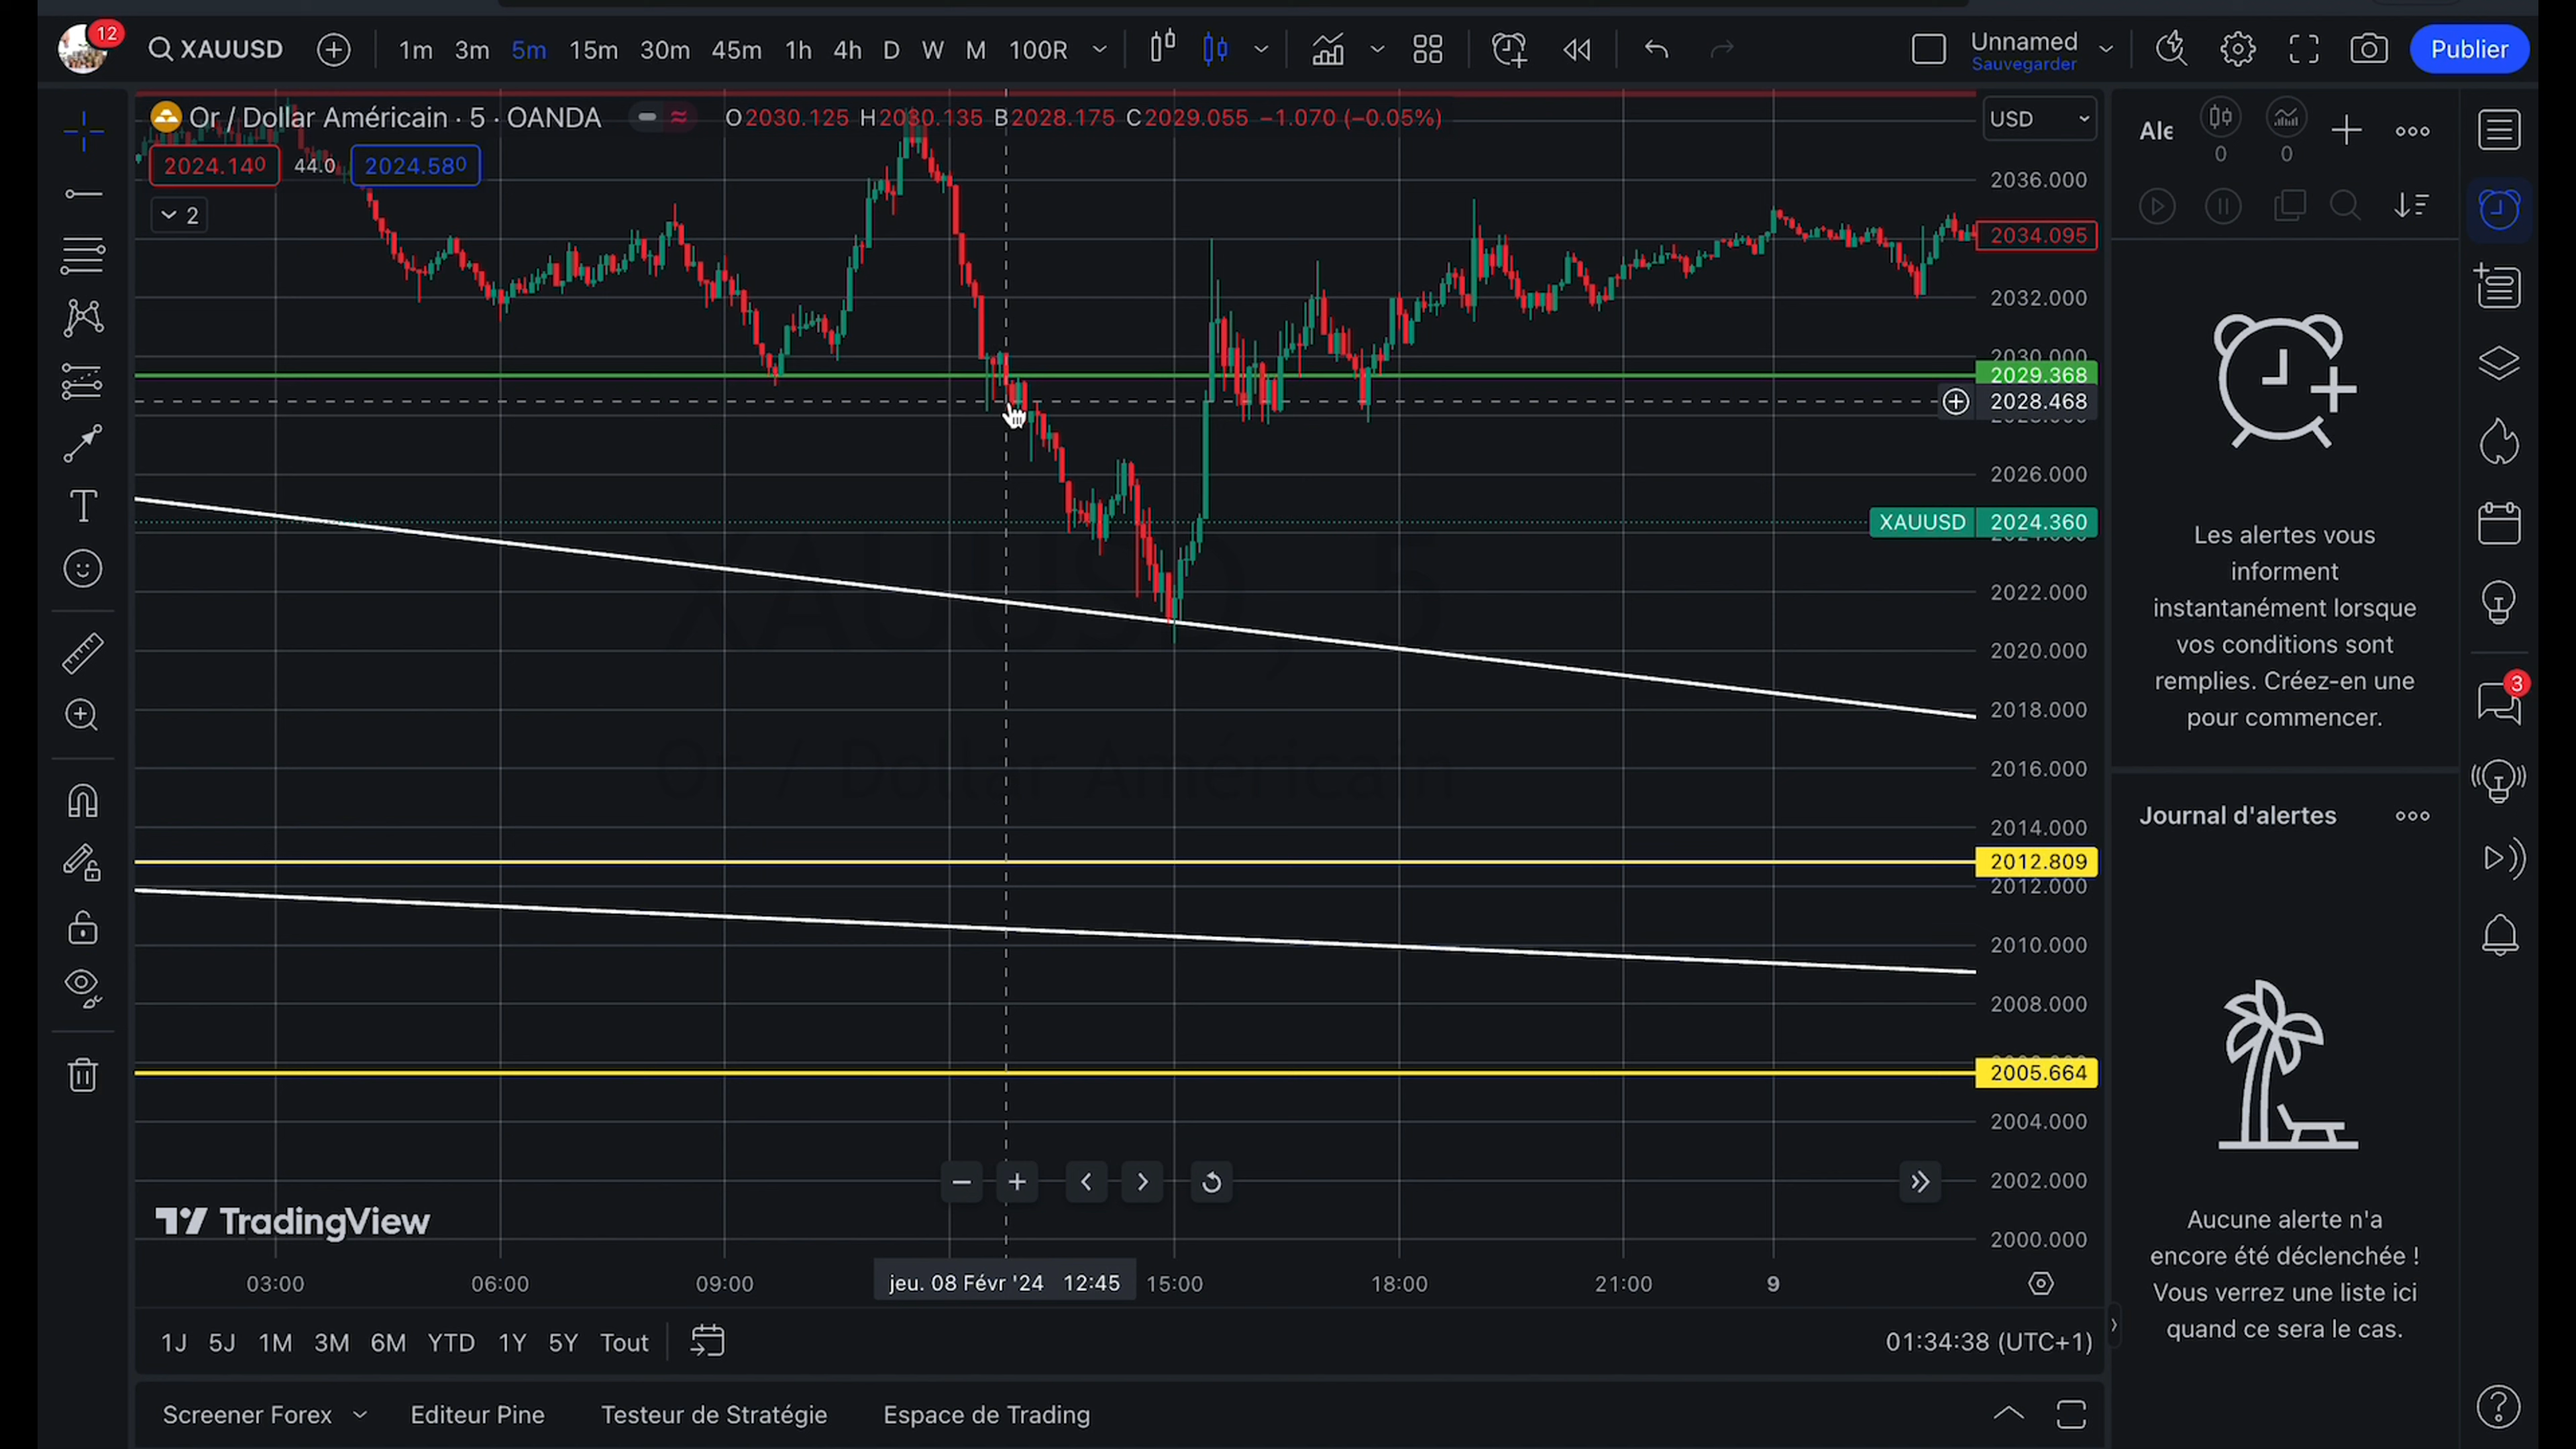 12
XAUUSD
1m 3m 5m 15m 30m 45m 1h 4h D W M 100R
Unnamed
Sauvegarder
Publier
Or / Dollar Américain · 5 · OANDA
O2030.125 H2030.135 B2028.175 C2029.055 −1.070 (−0.05%)
USD
2024.140 44.0 2024.580
2
Ale
0 0
2036.000
2034.095
2032.000
2030.000
2029.368
2028.468
2026.000
XAUUSD 2024.360
2022.000
2020.000
2018.000
2016.000
2014.000
2012.809
2012.000
2010.000
2008.000
2005.664
2004.000
2002.000
2000.000
XAUUSD, 5
Or / Dollar Américain
TradingView
03:00 06:00 09:00 jeu. 08 Févr '24 12:45 15:00 18:00 21:00 9
1J 5J 1M 3M 6M YTD 1Y 5Y Tout
01:34:38 (UTC+1)
Screener Forex Editeur Pine Testeur de Stratégie Espace de Trading
Les alertes vous
informent
instantanément lorsque
vos conditions sont
remplies. Créez-en une
pour commencer.
Journal d'alertes
Aucune alerte n'a
encore été déclenchée !
Vous verrez une liste ici
quand ce sera le cas.
3